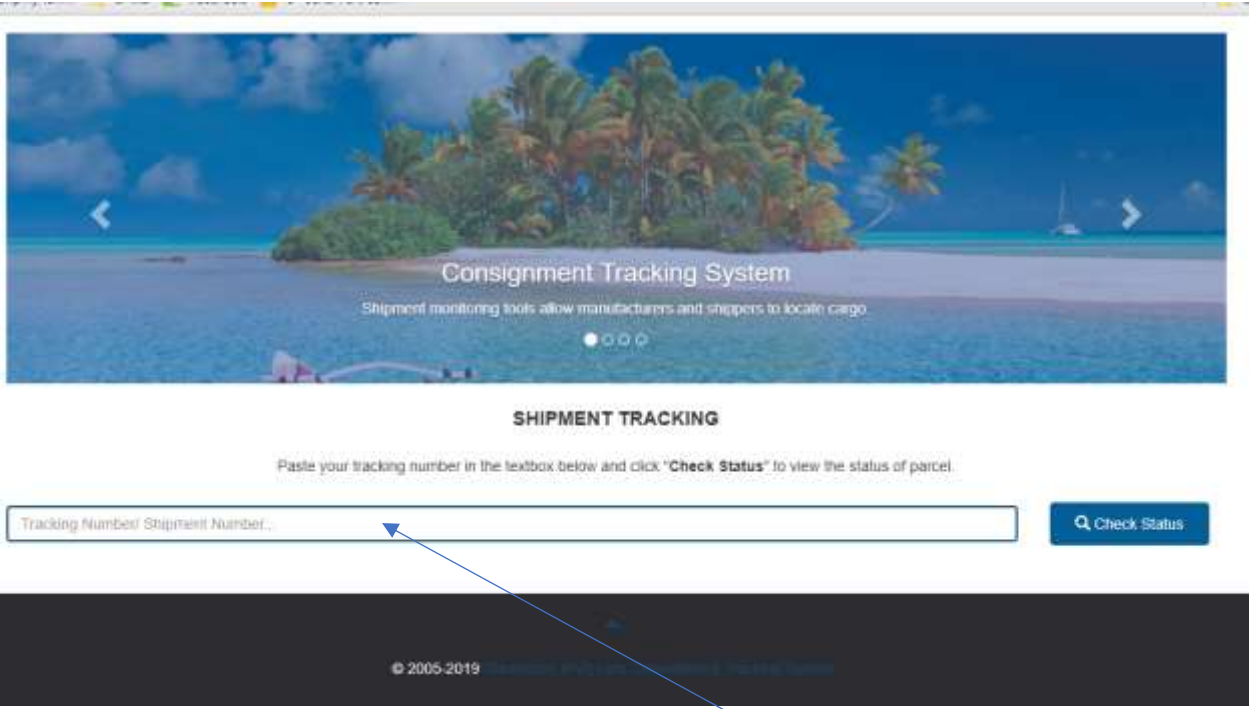 Consignment Tracking System
Shipment monitoring tools allow manufacturers and shippers to locate cargo
SHIPMENT TRACKING
Paste your tracking number in the textbox below and click "Check Status" to view the status of parcel.
Tracking Number/ Shipment Number...
Check Status
© 2005-2019